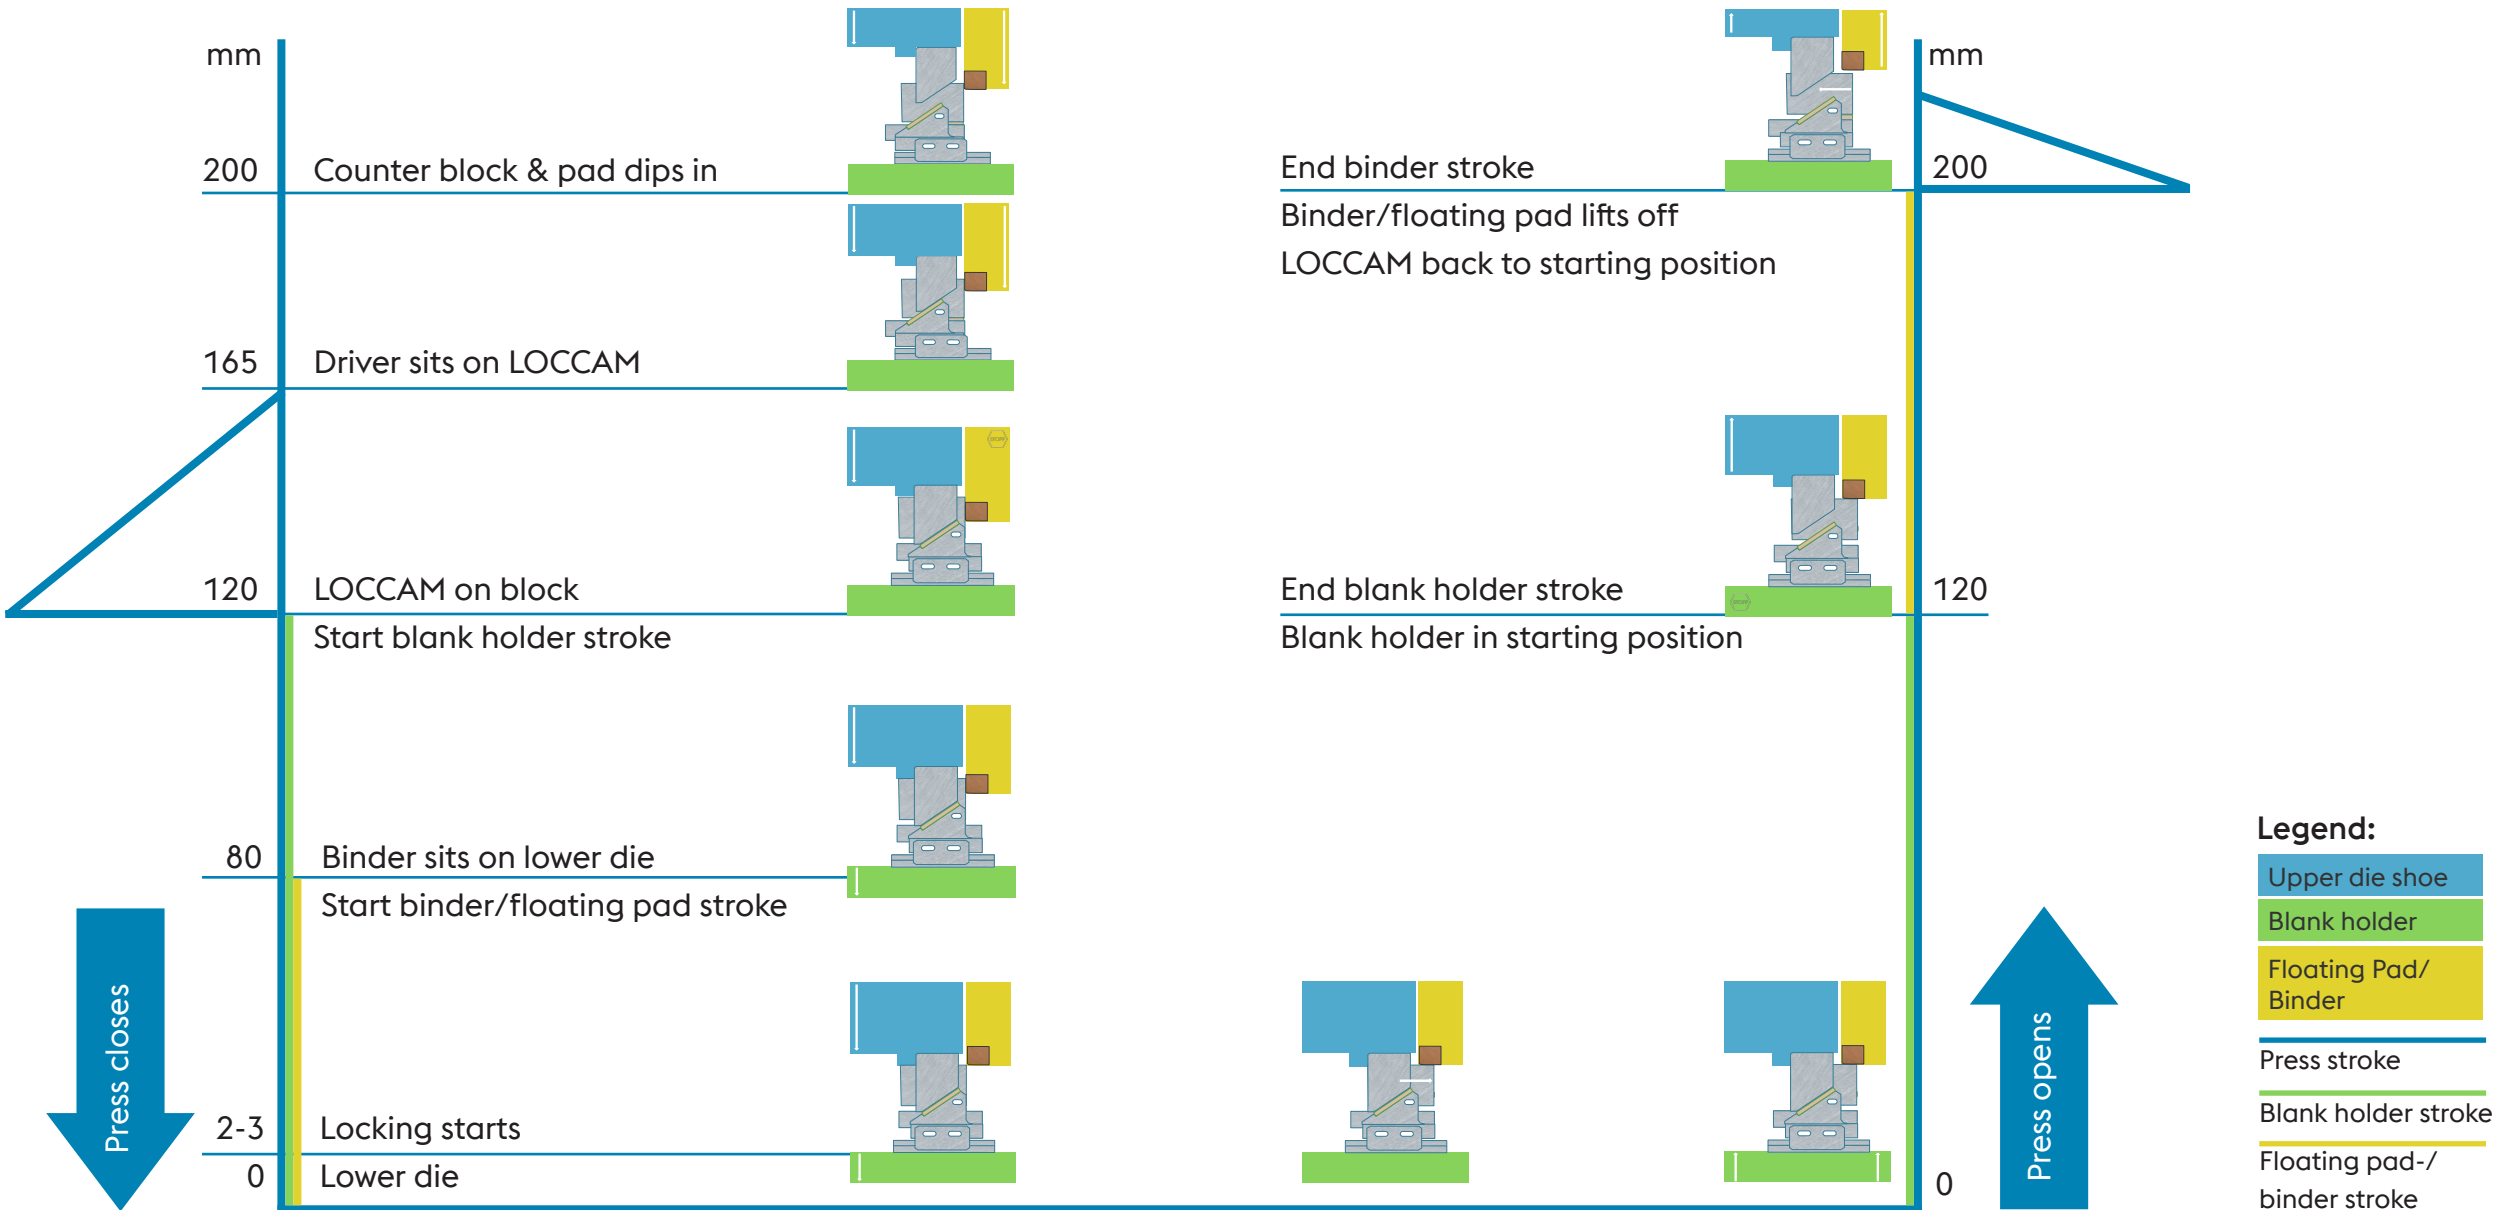 mm
200 Counter block & pad dips in
165 Driver sits on LOCCAM
120 LOCCAM on block
Start blank holder stroke
80 Binder sits on lower die
Start binder/floating pad stroke
2-3 Locking starts
0 Lower die
Press closes
mm
End binder stroke 200
Binder/floating pad lifts off
LOCCAM back to starting position
End blank holder stroke 120
Blank holder in starting position
0
Press opens
Legend:
Upper die shoe
Blank holder
Floating Pad/
Binder
Press stroke
Blank holder stroke
Floating pad-/
binder stroke